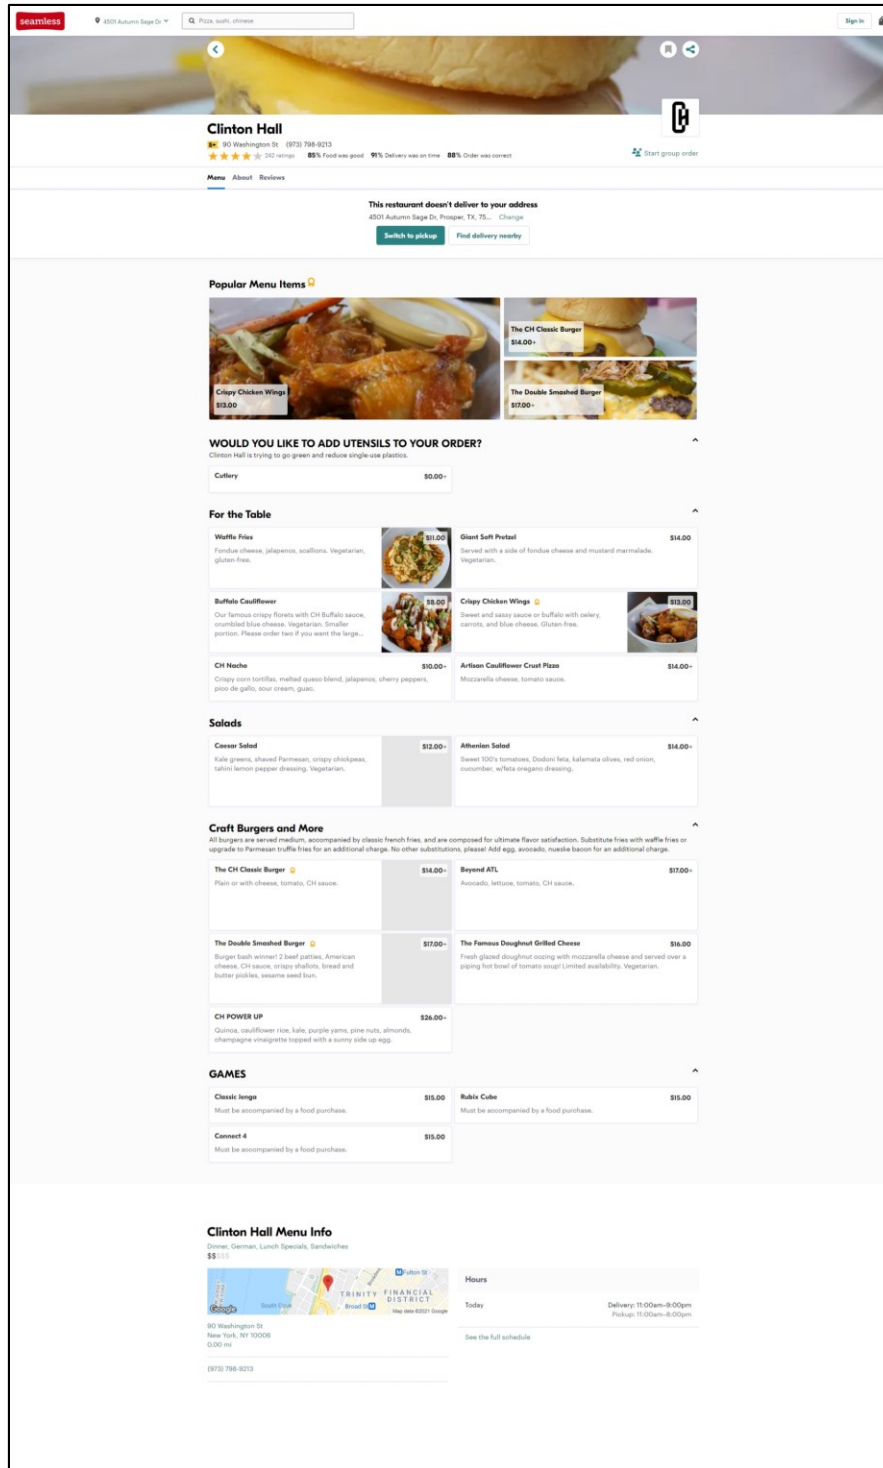 seamless
4501 Autumn Sage Dr
Pizza, sushi, chinese
Sign in
Clinton Hall
S+ 90 Washington St (973) 798-9213
242 ratings 85% Food was good 91% Delivery was on time 88% Order was correct
Start group order
Menu About Reviews
This restaurant doesn't deliver to your address
4501 Autumn Sage Dr, Prosper, TX, 75... Change
Switch to pickup Find delivery nearby
Popular Menu Items
Crispy Chicken Wings
$13.00
The CH Classic Burger
$14.00+
The Double Smashed Burger
$17.00+
WOULD YOU LIKE TO ADD UTENSILS TO YOUR ORDER?
Clinton Hall is trying to go green and reduce single-use plastics.
Cutlery $0.00+
For the Table
Waffle Fries $11.00
Fondue cheese, jalapenos, scallions. Vegetarian,
gluten-free.
Giant Soft Pretzel $14.00
Served with a side of fondue cheese and mustard marmalade.
Vegetarian.
Buffalo Cauliflower $8.00
Our famous crispy florets with CH Buffalo sauce,
crumbled blue cheese. Vegetarian. Smaller
portion. Please order two if you want the large...
Crispy Chicken Wings $13.00
Sweet and sassy sauce or buffalo with celery,
carrots, and blue cheese. Gluten-free.
CH Nacho $10.00+
Crispy corn tortillas, melted queso blend, jalapenos, cherry peppers,
pico de gallo, sour cream, guac.
Artisan Cauliflower Crust Pizza $14.00+
Mozzarella cheese, tomato sauce.
Salads
Caesar Salad $12.00+
Kale greens, shaved Parmesan, crispy chickpeas,
tahini lemon pepper dressing. Vegetarian.
Athenian Salad $14.00+
Sweet 100's tomatoes, Dodoni feta, kalamata olives, red onion,
cucumber, w/feta oregano dressing.
Craft Burgers and More
All burgers are served medium, accompanied by classic french fries, and are composed for ultimate flavor satisfaction. Substitute fries with waffle fries or
upgrade to Parmesan truffle fries for an additional charge. No other substitutions, please! Add egg, avocado, nueske bacon for an additional charge.
The CH Classic Burger $14.00+
Plain or with cheese, tomato, CH sauce.
Beyond ATL $17.00+
Avocado, lettuce, tomato, CH sauce.
The Double Smashed Burger $17.00+
Burger bash winner! 2 beef patties, American
cheese, CH sauce, crispy shallots, bread and
butter pickles, sesame seed bun.
The Famous Doughnut Grilled Cheese $16.00
Fresh glazed doughnut oozing with mozzarella cheese and served over a
piping hot bowl of tomato soup! Limited availability. Vegetarian.
CH POWER UP $26.00+
Quinoa, cauliflower rice, kale, purple yams, pine nuts, almonds,
champagne vinaigrette topped with a sunny side up egg.
GAMES
Classic Jenga $15.00
Must be accompanied by a food purchase.
Rubix Cube $15.00
Must be accompanied by a food purchase.
Connect 4 $15.00
Must be accompanied by a food purchase.
Clinton Hall Menu Info
Dinner, German, Lunch Specials, Sandwiches
$$$$$
Fulton St
TRINITY FINANCIAL
DISTRICT
Broad St
Google
Map data ©2021 Google
90 Washington St
New York, NY 10006
0.00 mi
(973) 798-9213
Hours
Today Delivery: 11:00am–9:00pm
Pickup: 11:00am–8:00pm
See the full schedule